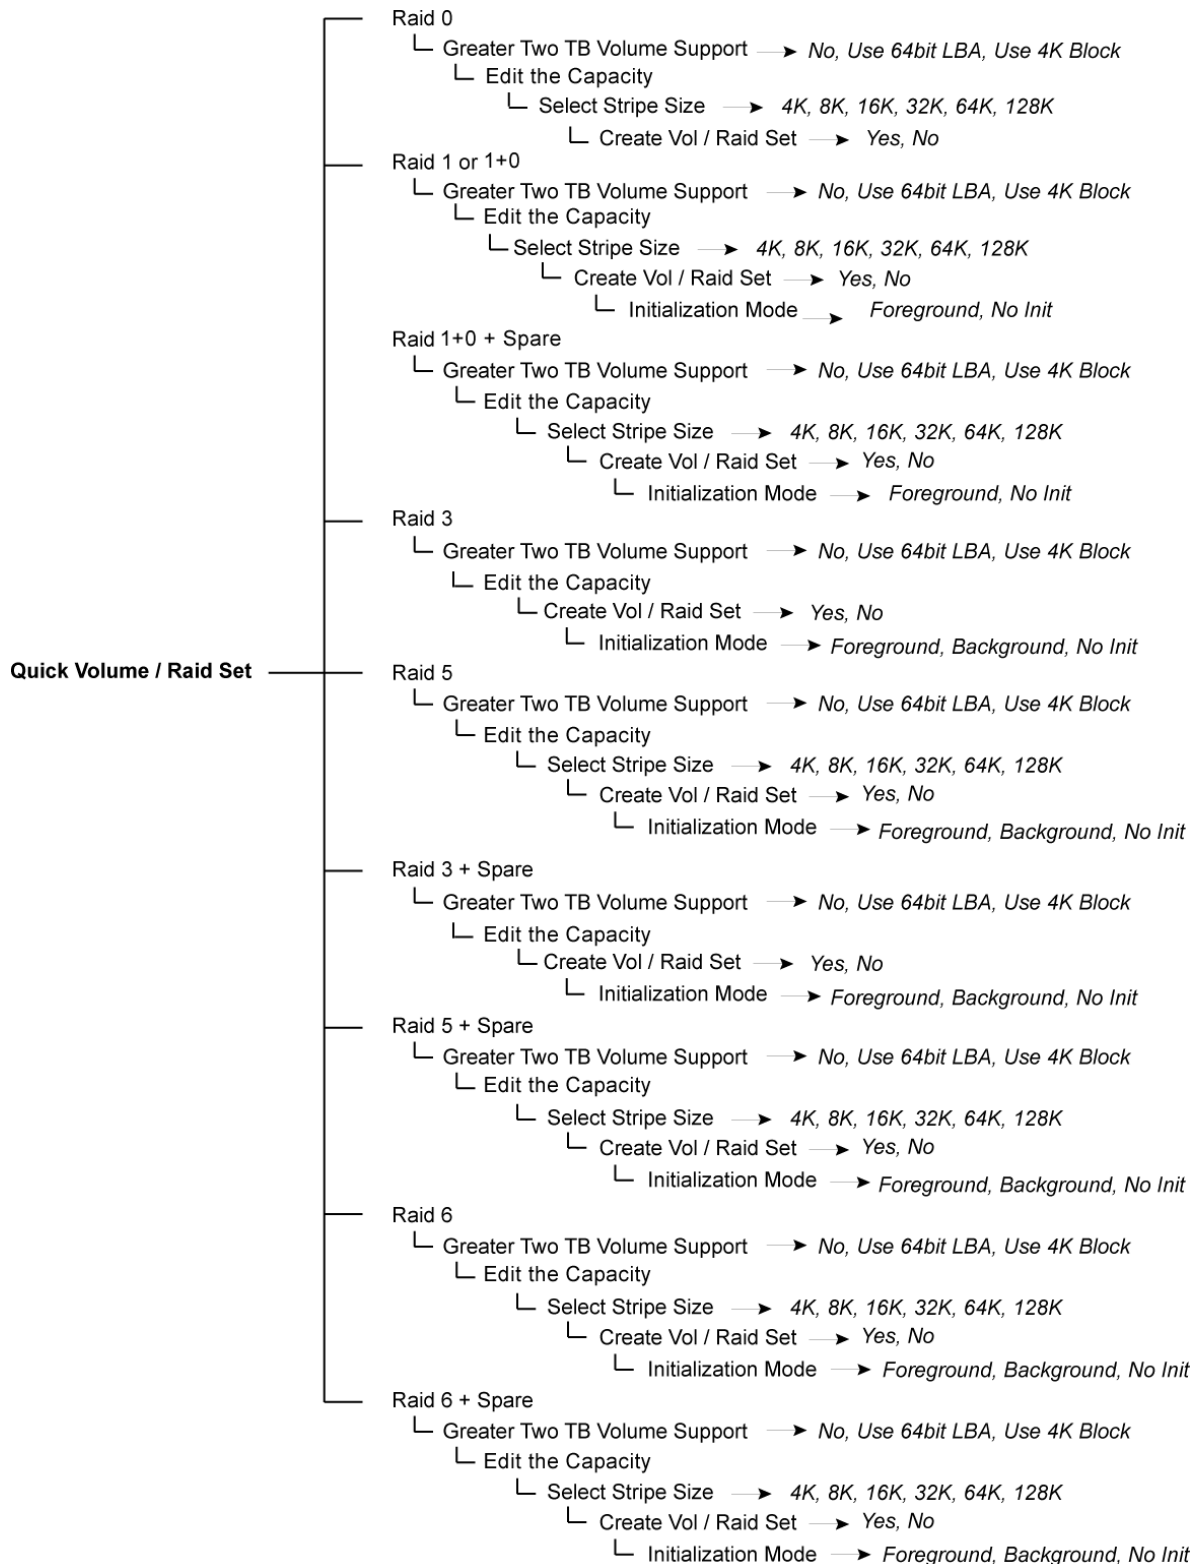 Raid 0
Greater Two TB Volume Support No, Use 64bit LBA, Use 4K Block
Edit the Capacity
Select Stripe Size 4K, 8K, 16K, 32K, 64K, 128K
Create Vol / Raid Set Yes, No
Raid 1 or 1+0
Greater Two TB Volume Support No, Use 64bit LBA, Use 4K Block
Edit the Capacity
Select Stripe Size 4K, 8K, 16K, 32K, 64K, 128K
Create Vol / Raid Set Yes, No
Initialization Mode Foreground, No Init
Raid 1+0 + Spare
Greater Two TB Volume Support No, Use 64bit LBA, Use 4K Block
Edit the Capacity
Select Stripe Size 4K, 8K, 16K, 32K, 64K, 128K
Create Vol / Raid Set Yes, No
Initialization Mode Foreground, No Init
Raid 3
Greater Two TB Volume Support No, Use 64bit LBA, Use 4K Block
Edit the Capacity
Create Vol / Raid Set Yes, No
Initialization Mode Foreground, Background, No Init
Quick Volume / Raid Set
Raid 5
Greater Two TB Volume Support No, Use 64bit LBA, Use 4K Block
Edit the Capacity
Select Stripe Size 4K, 8K, 16K, 32K, 64K, 128K
Create Vol / Raid Set Yes, No
Initialization Mode Foreground, Background, No Init
Raid 3 + Spare
Greater Two TB Volume Support No, Use 64bit LBA, Use 4K Block
Edit the Capacity
Create Vol / Raid Set Yes, No
Initialization Mode Foreground, Background, No Init
Raid 5 + Spare
Greater Two TB Volume Support No, Use 64bit LBA, Use 4K Block
Edit the Capacity
Select Stripe Size 4K, 8K, 16K, 32K, 64K, 128K
Create Vol / Raid Set Yes, No
Initialization Mode Foreground, Background, No Init
Raid 6
Greater Two TB Volume Support No, Use 64bit LBA, Use 4K Block
Edit the Capacity
Select Stripe Size 4K, 8K, 16K, 32K, 64K, 128K
Create Vol / Raid Set Yes, No
Initialization Mode Foreground, Background, No Init
Raid 6 + Spare
Greater Two TB Volume Support No, Use 64bit LBA, Use 4K Block
Edit the Capacity
Select Stripe Size 4K, 8K, 16K, 32K, 64K, 128K
Create Vol / Raid Set Yes, No
Initialization Mode Foreground, Background, No Init